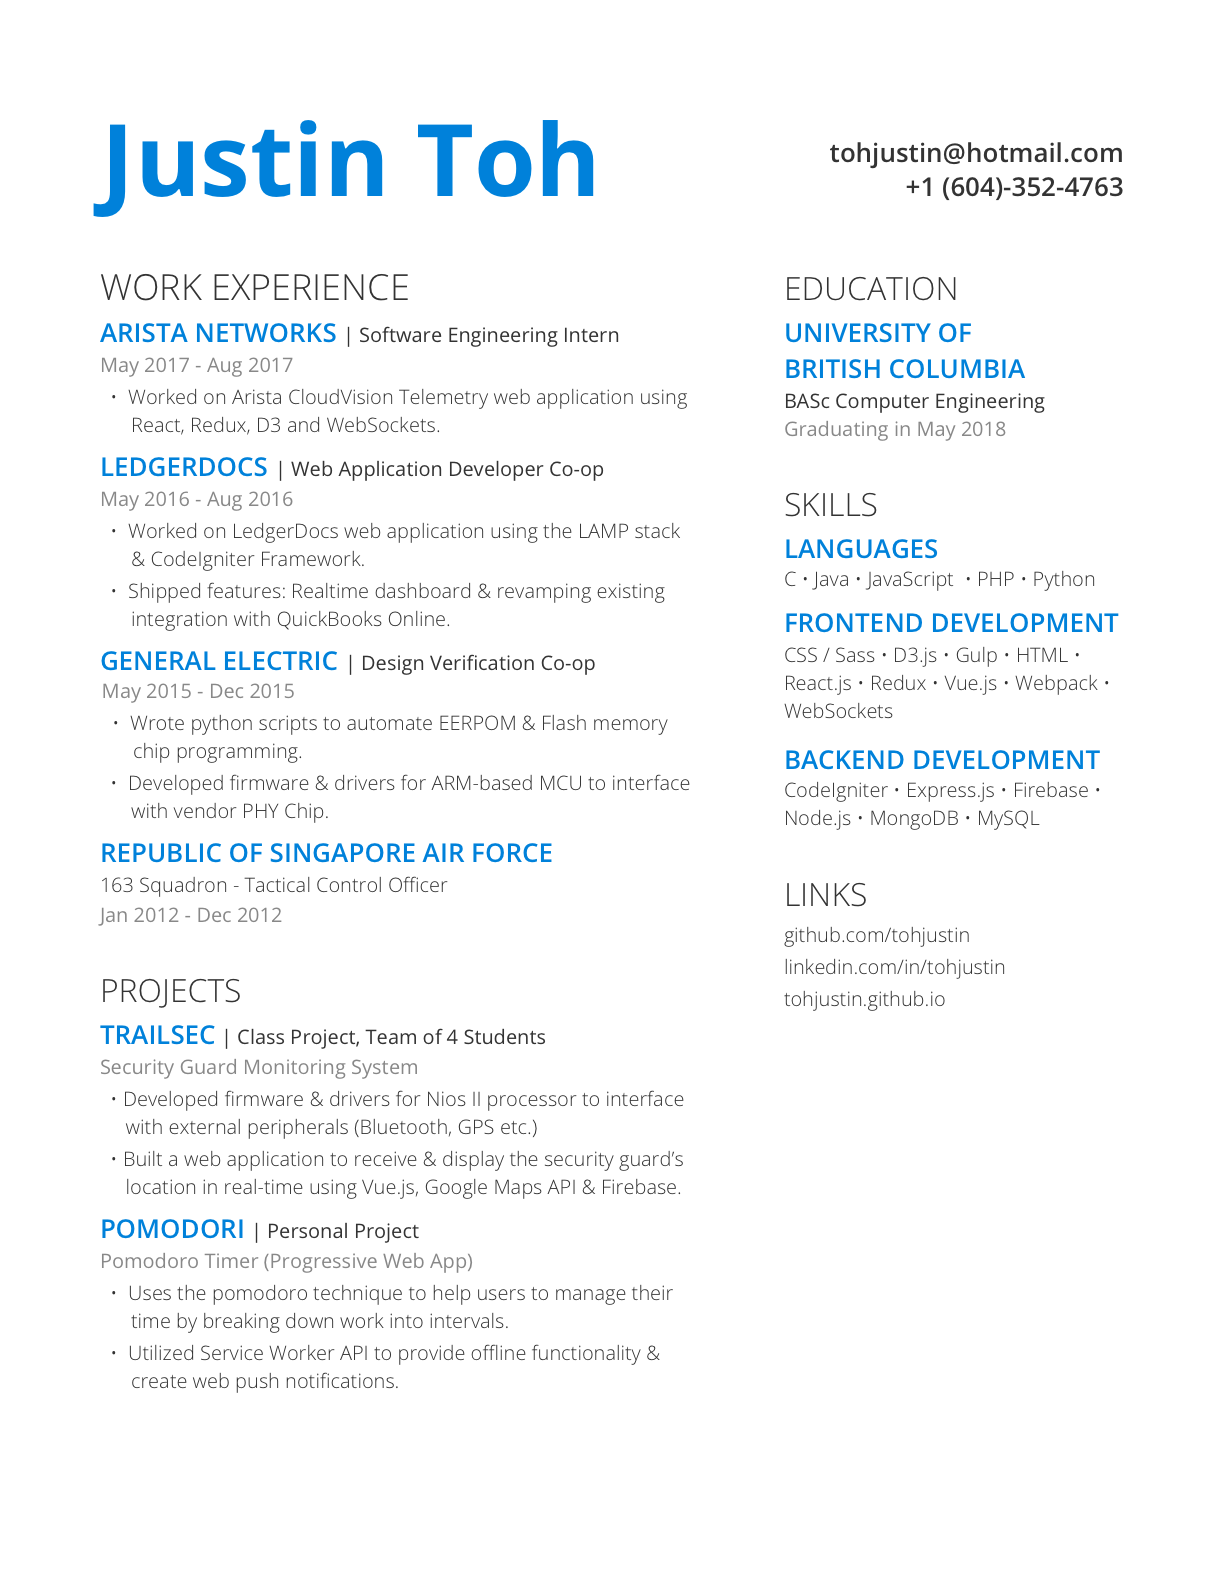 Justin Toh
tohjustin@hotmail.com
+1 (604)-352-4763
WORK EXPERIENCE
ARISTA NETWORKS | Software Engineering Intern
May 2017 - Aug 2017
• Worked on Arista CloudVision Telemetry web application using
React, Redux, D3 and WebSockets.
LEDGERDOCS | Web Application Developer Co-op
May 2016 - Aug 2016
• Worked on LedgerDocs web application using the LAMP stack
& CodeIgniter Framework.
• Shipped features: Realtime dashboard & revamping existing
integration with QuickBooks Online.
GENERAL ELECTRIC | Design Verification Co-op
May 2015 - Dec 2015
• Wrote python scripts to automate EERPOM & Flash memory
chip programming.
• Developed firmware & drivers for ARM-based MCU to interface
with vendor PHY Chip.
REPUBLIC OF SINGAPORE AIR FORCE
163 Squadron - Tactical Control Officer
Jan 2012 - Dec 2012
PROJECTS
TRAILSEC | Class Project, Team of 4 Students
Security Guard Monitoring System
• Developed firmware & drivers for Nios II processor to interface
with external peripherals (Bluetooth, GPS etc.)
• Built a web application to receive & display the security guard’s
location in real-time using Vue.js, Google Maps API & Firebase.
POMODORI | Personal Project
Pomodoro Timer (Progressive Web App)
• Uses the pomodoro technique to help users to manage their
time by breaking down work into intervals.
• Utilized Service Worker API to provide offline functionality &
create web push notifications.
EDUCATION
UNIVERSITY OF
BRITISH COLUMBIA
BASc Computer Engineering
Graduating in May 2018
SKILLS
LANGUAGES
C • Java • JavaScript • PHP • Python
FRONTEND DEVELOPMENT
CSS / Sass • D3.js • Gulp • HTML •
React.js • Redux • Vue.js • Webpack •
WebSockets
BACKEND DEVELOPMENT
CodeIgniter • Express.js • Firebase •
Node.js • MongoDB • MySQL
LINKS
github.com/tohjustin
linkedin.com/in/tohjustin
tohjustin.github.io